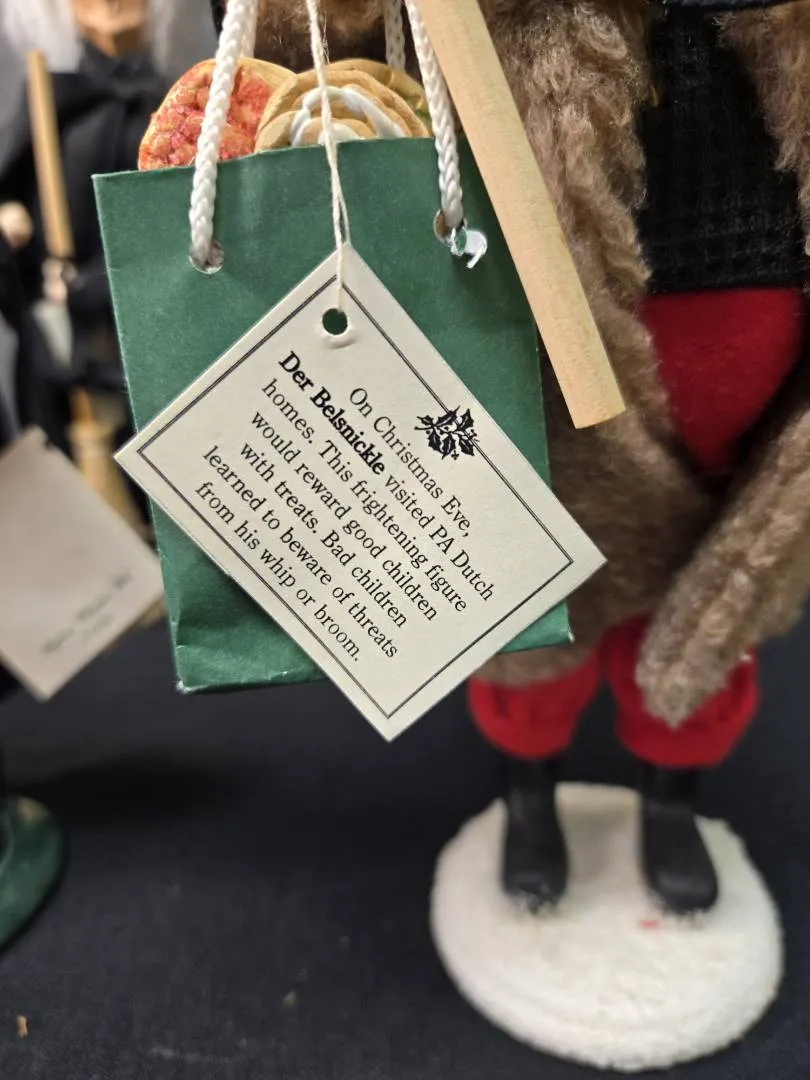 On Christmas Eve,
Der Belsnickle visited PA Dutch
homes. This frightening figure
would reward good children
with treats. Bad children
learned to beware of threats
from his whip or broom.